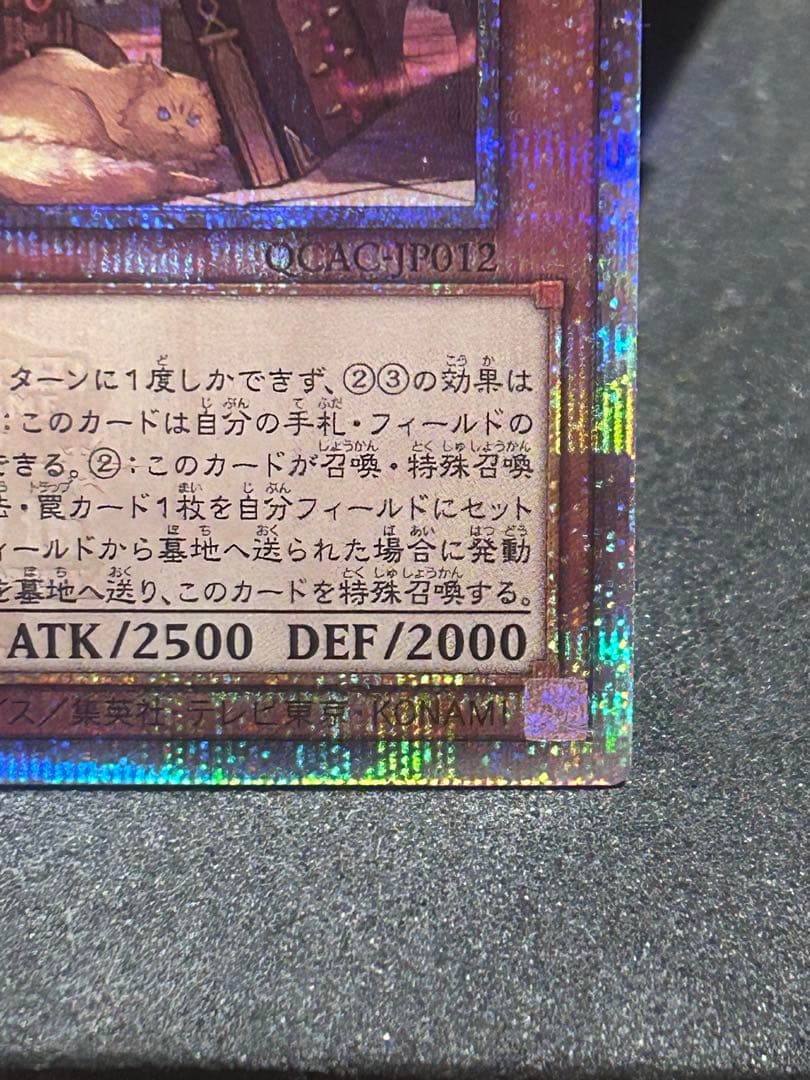 QCAC-JP012
ターンに1度しかできず、②③の効果は
:このカードは自分の手札・フィールドの
できる。②:このカードが召喚・特殊召喚
・罠カード1枚を自分フィールドにセット
ィールドから墓地へ送られた場合に発動
を墓地へ送り、このカードを特殊召喚する。
ATK/2500 DEF/2000
イス/集英社・テレビ東京・KONAMI